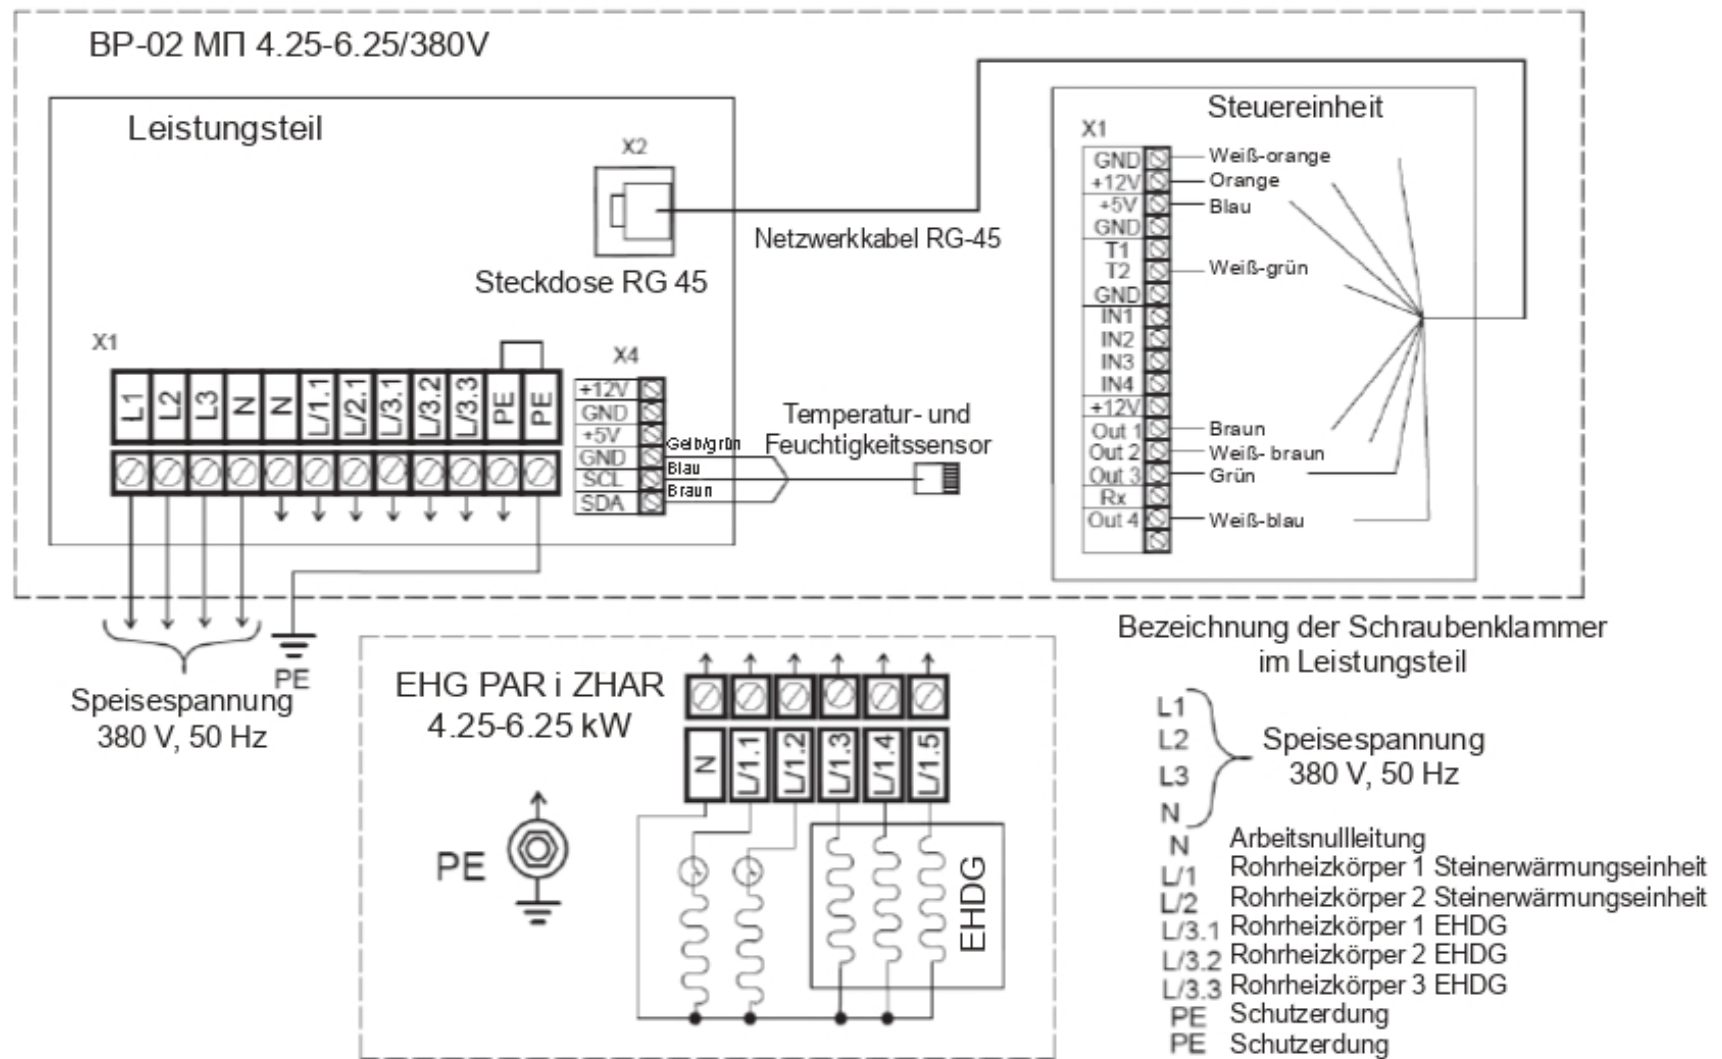 BP-02 МП 4.25-6.25/380V
Leistungsteil
X2
Steckdose RG 45
Netzwerkkabel RG-45
X1
L1
L2
L3
N
N
L/1.1
L/2.1
L/3.1
L/3.2
L/3.3
PE
PE
X4
+12V
GND
+5V
GND
SCL
SDA
Gelb/grün
Blau
Braun
Temperatur- und
Feuchtigkeitssensor
Steuereinheit
X1
GND Weiß-orange
+12V Orange
+5V Blau
GND
T1
T2 Weiß-grün
GND
IN1
IN2
IN3
IN4
+12V
Out 1 Braun
Out 2 Weiß- braun
Out 3 Grün
Rx
Out 4 Weiß-blau
Speisespannung
380 V, 50 Hz
PE
EHG PAR i ZHAR
4.25-6.25 kW
PE
N
L/1.1
L/1.2
L/1.3
L/1.4
L/1.5
EHDG
Bezeichnung der Schraubenklammer
im Leistungsteil
L1
L2
L3
N
Speisespannung
380 V, 50 Hz
N Arbeitsnullleitung
L/1 Rohrheizkörper 1 Steinerwärmungseinheit
L/2 Rohrheizkörper 2 Steinerwärmungseinheit
L/3.1 Rohrheizkörper 1 EHDG
L/3.2 Rohrheizkörper 2 EHDG
L/3.3 Rohrheizkörper 3 EHDG
PE Schutzerdung
PE Schutzerdung